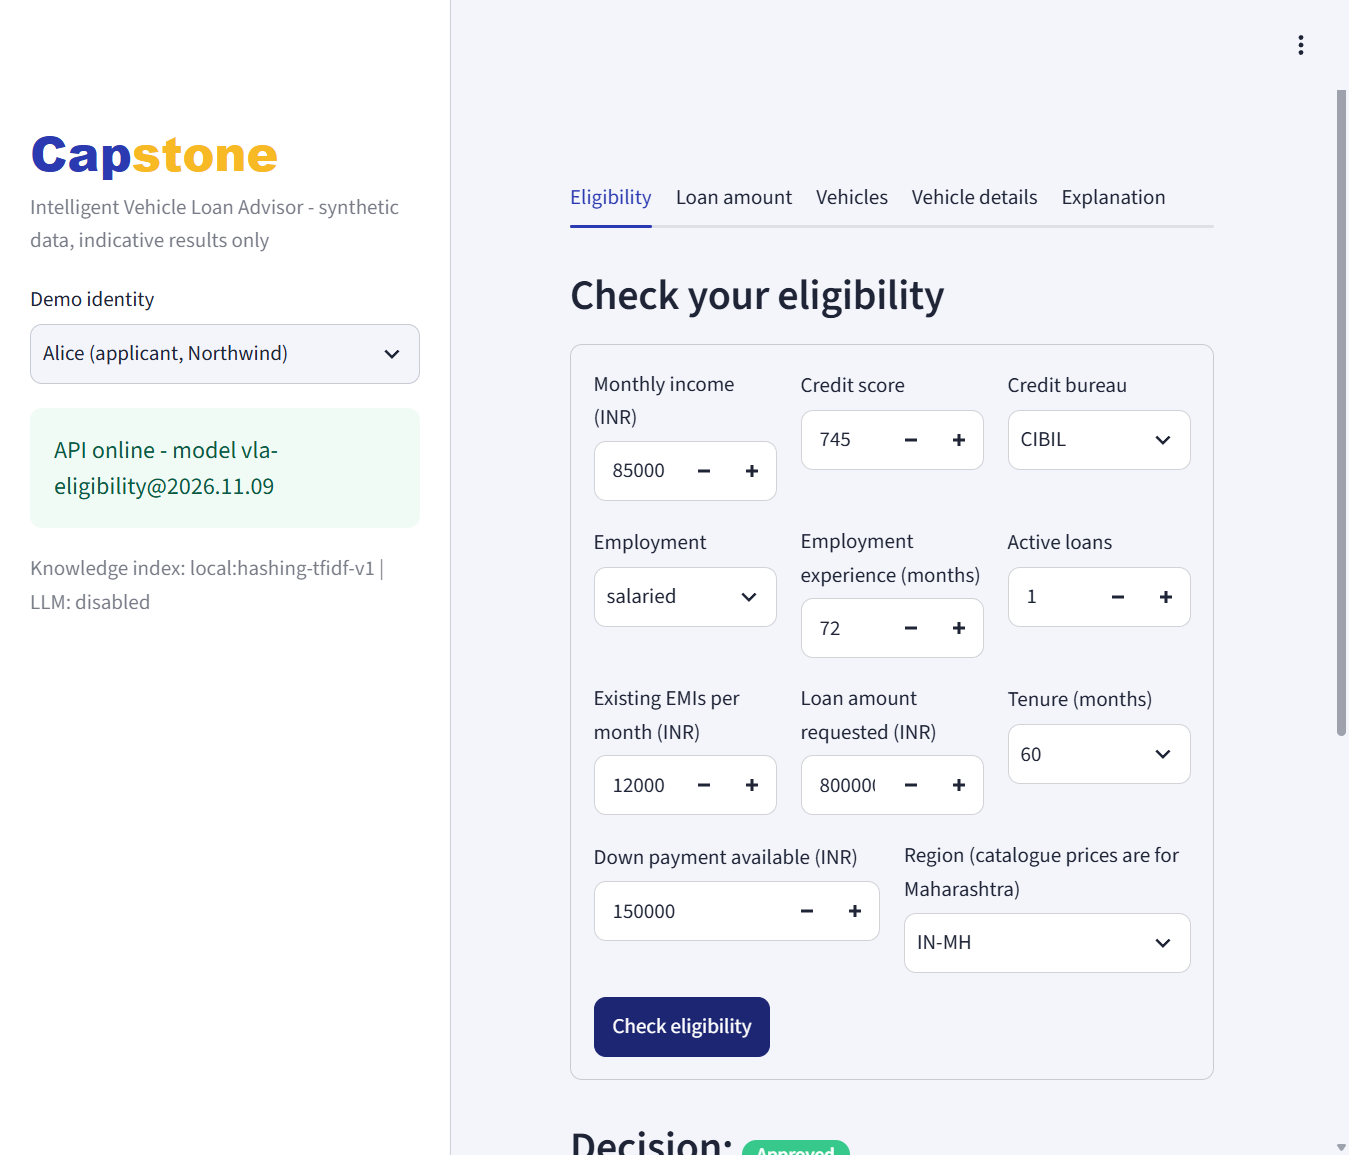 Capstone
Intelligent Vehicle Loan Advisor - synthetic
data, indicative results only
Demo identity
Alice (applicant, Northwind)
API online - model vla-
eligibility@2026.11.09
Knowledge index: local:hashing-tfidf-v1 |
LLM: disabled
Eligibility Loan amount Vehicles Vehicle details Explanation
Check your eligibility
Monthly income
(INR)
85000
Credit score
745
Credit bureau
CIBIL
Employment
salaried
Employment
experience (months)
72
Active loans
1
Existing EMIs per
month (INR)
12000
Loan amount
requested (INR)
800000
Tenure (months)
60
Down payment available (INR)
150000
Region (catalogue prices are for
Maharashtra)
IN-MH
Check eligibility
Decision: Approved